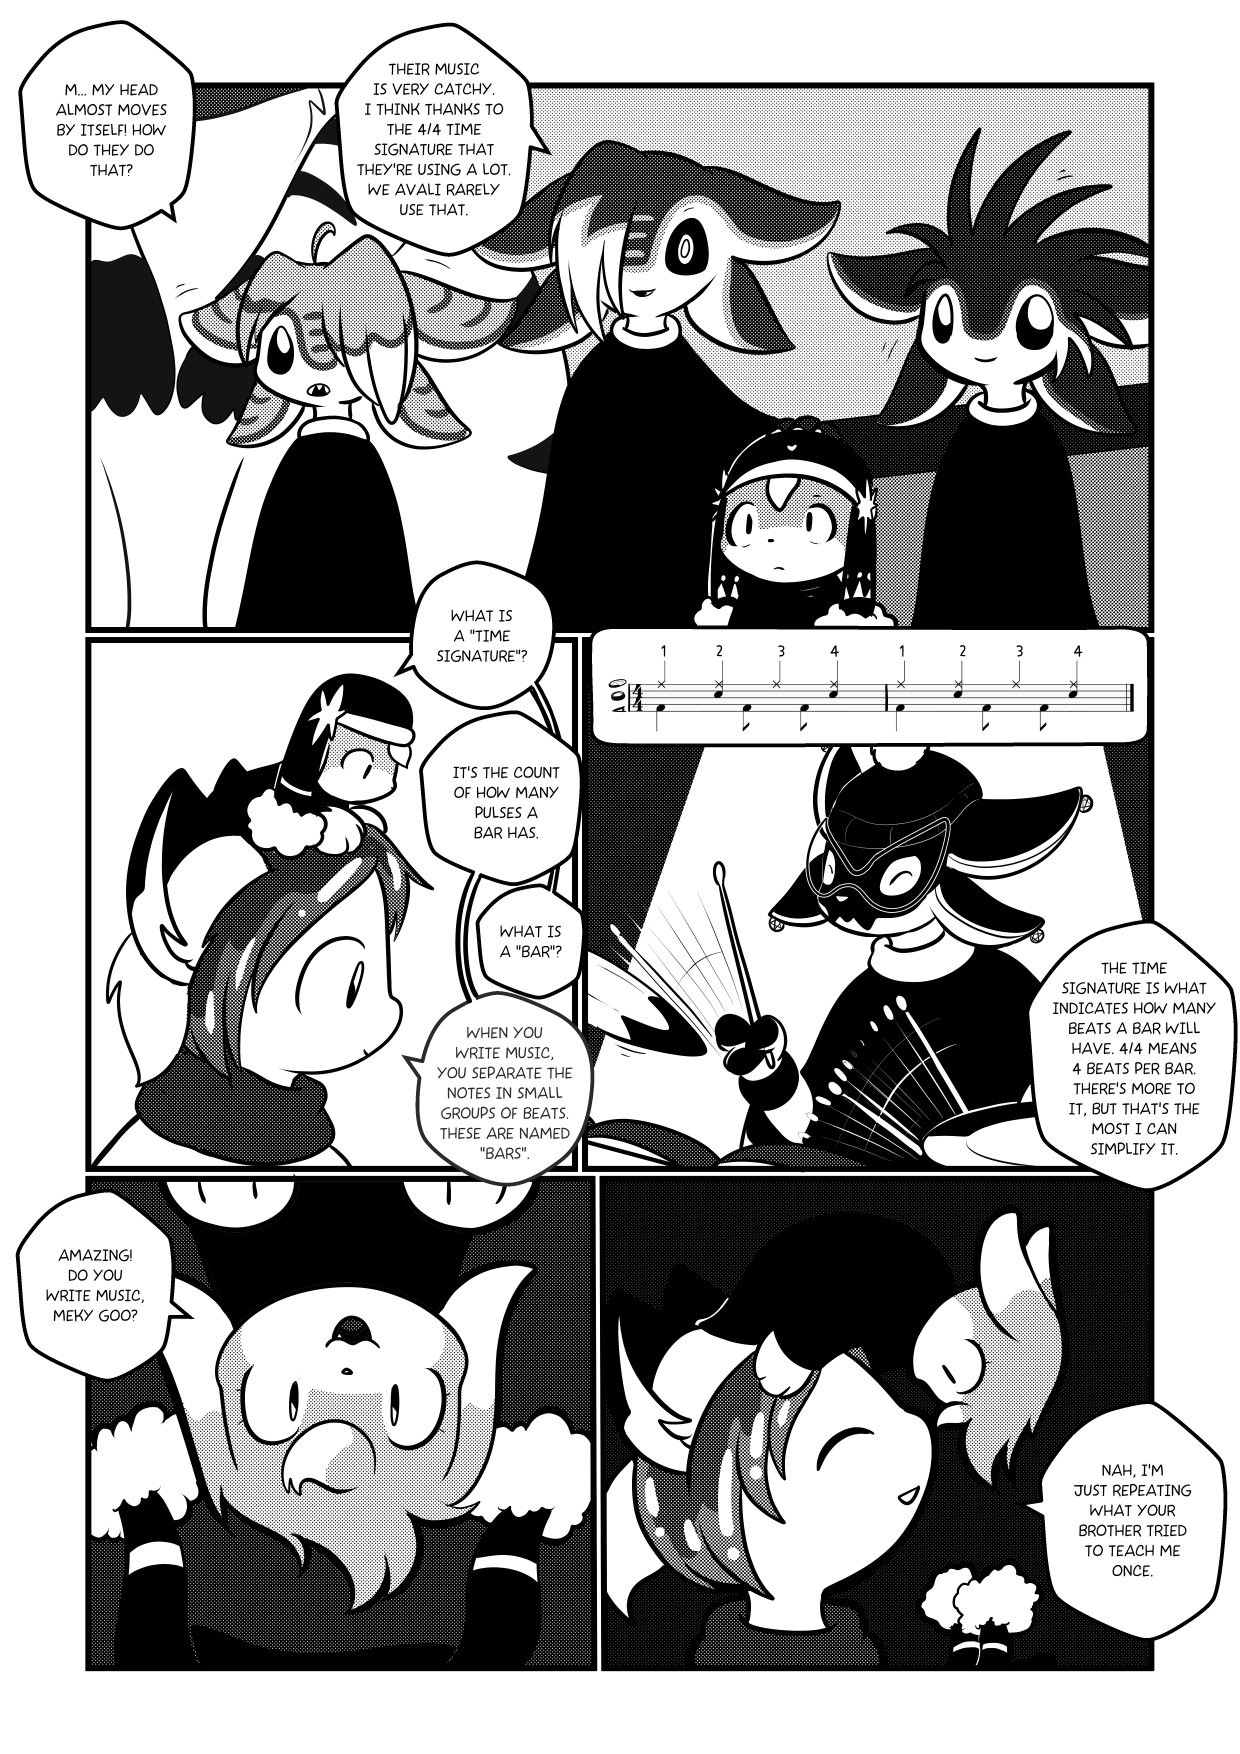 M... MY HEAD
ALMOST MOVES
BY ITSELF! HOW
DO THEY DO
THAT?
THEIR MUSIC
IS VERY CATCHY.
I THINK THANKS TO
THE 4/4 TIME
SIGNATURE THAT
THEY'RE USING A LOT.
WE AVALI RARELY
USE THAT.
WHAT IS
A "TIME
SIGNATURE"?
IT'S THE COUNT
OF HOW MANY
PULSES A
BAR HAS.
WHAT IS
A "BAR"?
WHEN YOU
WRITE MUSIC,
YOU SEPARATE THE
NOTES IN SMALL
GROUPS OF BEATS.
THESE ARE NAMED
"BARS".
1 2 3 4 1 2 3 4
4
4
THE TIME
SIGNATURE IS WHAT
INDICATES HOW MANY
BEATS A BAR WILL
HAVE. 4/4 MEANS
4 BEATS PER BAR.
THERE'S MORE TO
IT, BUT THAT'S THE
MOST I CAN
SIMPLIFY IT.
AMAZING!
DO YOU
WRITE MUSIC,
MEKY GOO?
NAH, I'M
JUST REPEATING
WHAT YOUR
BROTHER TRIED
TO TEACH ME
ONCE.